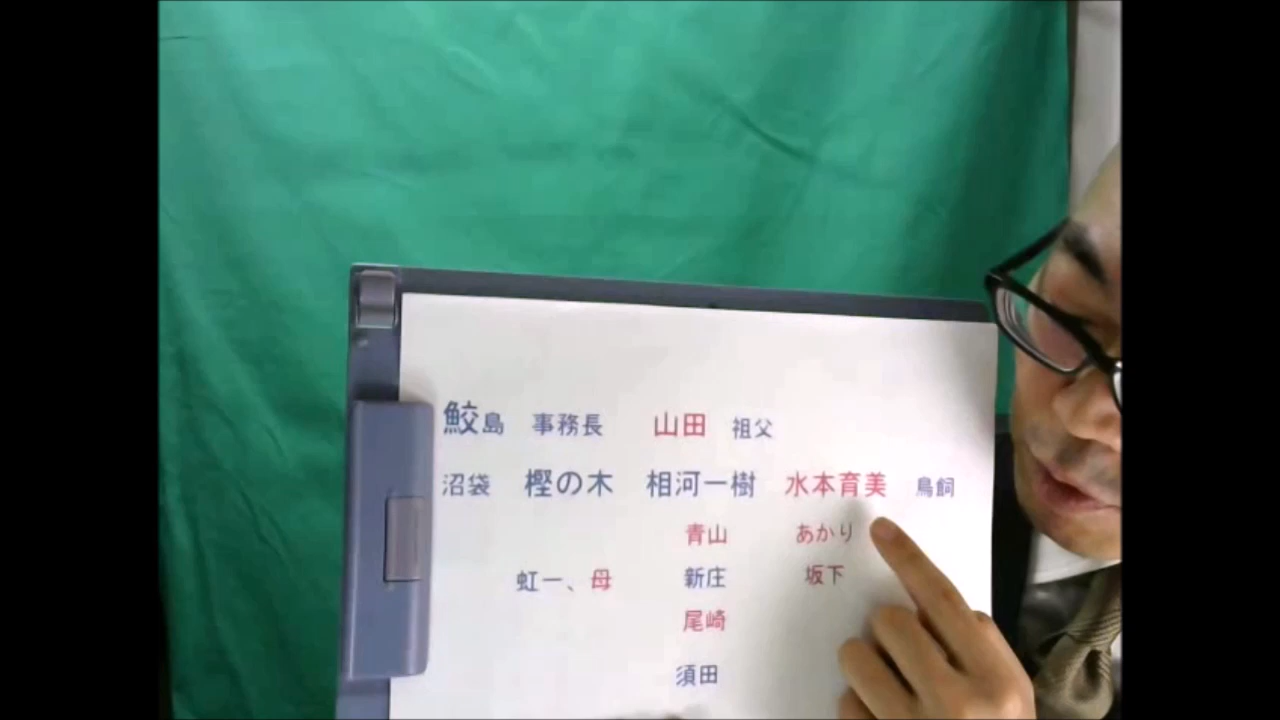 鮫島 事務長 山田 祖父
沼袋 樫の木 相河一樹 水本育美 鳥飼
青山 あかり
虹一、母 新庄 坂下
尾崎
須田